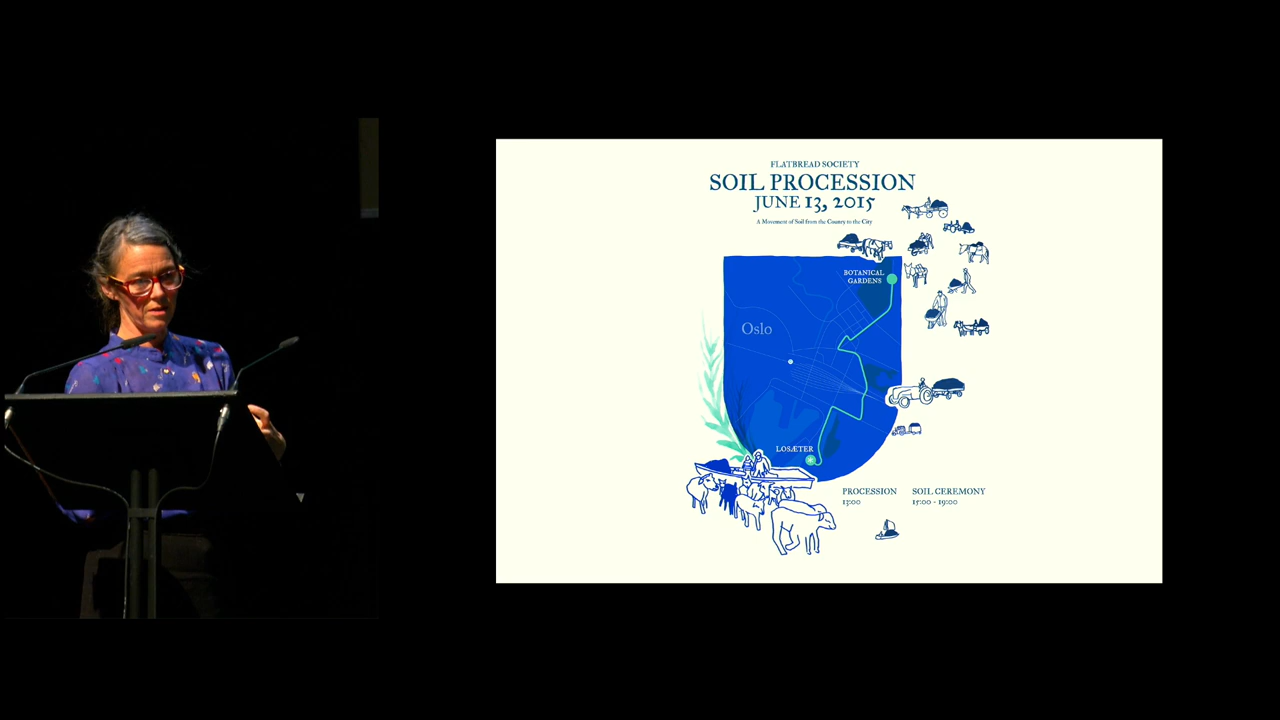 FLATBREAD SOCIETY
SOIL PROCESSION
JUNE 13, 2015
A Movement of Soil from the Country to the City
BOTANICAL
GARDENS
Oslo
LOSÆTER
PROCESSION
13:00
SOIL CEREMONY
15:00 - 19:00